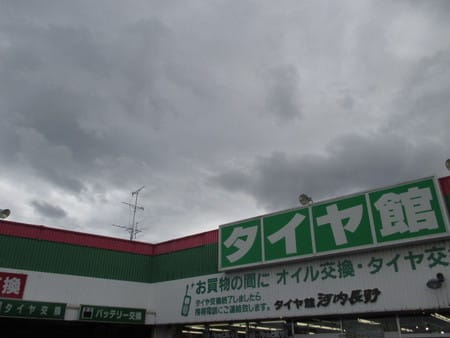 タイヤ館
お買物の間に オイル交換・タイヤ交
タイヤ交換終了しましたら
携帯電話にご連絡致します。
タイヤ館 河内長野
換
タイヤ交換
バッテリー交換